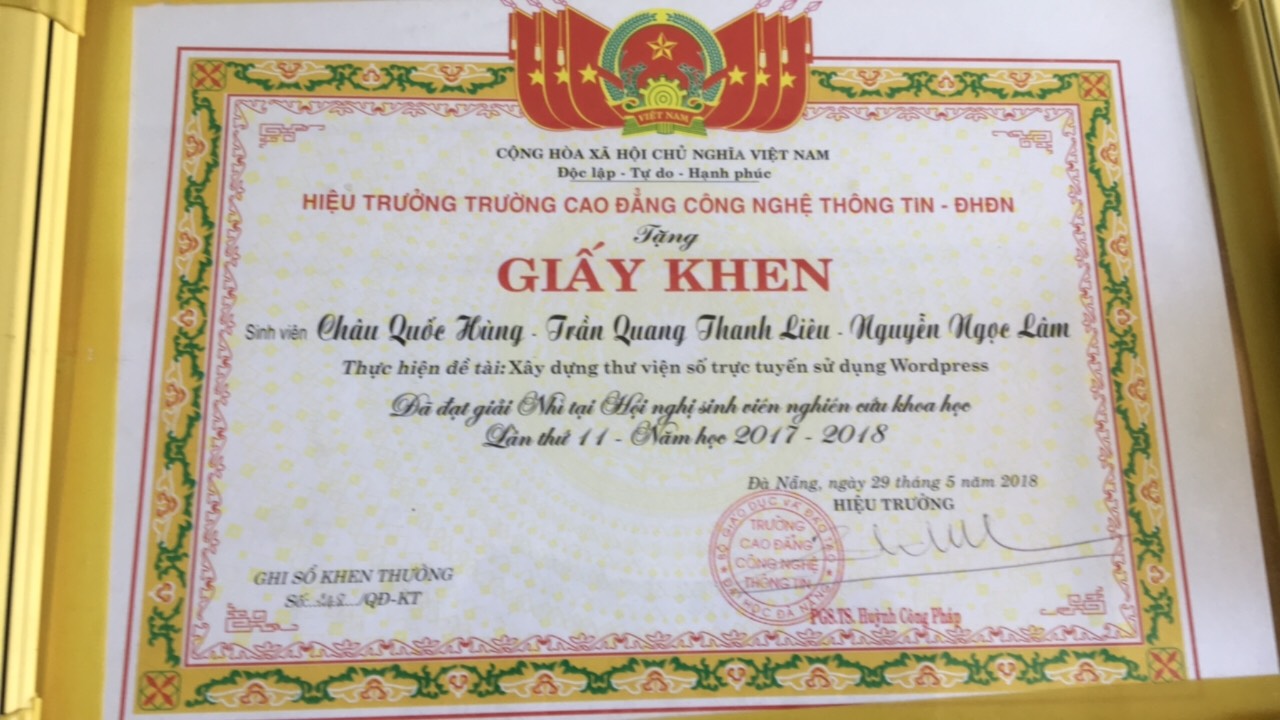 VIỆT NAM
CỘNG HÒA XÃ HỘI CHỦ NGHĨA VIỆT NAM
Độc lập - Tự do - Hạnh phúc
HIỆU TRƯỞNG TRƯỜNG CAO ĐẲNG CÔNG NGHỆ THÔNG TIN - ĐHĐN
Tặng
GIẤY KHEN
Sinh viên Châu Quốc Hùng - Trần Quang Thanh Liêu - Nguyễn Ngọc Lâm
Thực hiện đề tài: Xây dựng thư viện số trực tuyến sử dụng Wordpress
Đã đạt giải Nhì tại Hội nghị sinh viên nghiên cứu khoa học
Lần thứ 11 - Năm học 2017 - 2018
Đà Nẵng, ngày 29 tháng 5 năm 2018
HIỆU TRƯỞNG
BỘ GIÁO DỤC VÀ ĐÀO TẠO
TRƯỜNG
CAO ĐẲNG
CÔNG NGHỆ
THÔNG TIN
ĐẠI HỌC ĐÀ NẴNG
PGS.TS. Huỳnh Công Pháp
GHI SỔ KHEN THƯỞNG
Số: /QĐ-KT